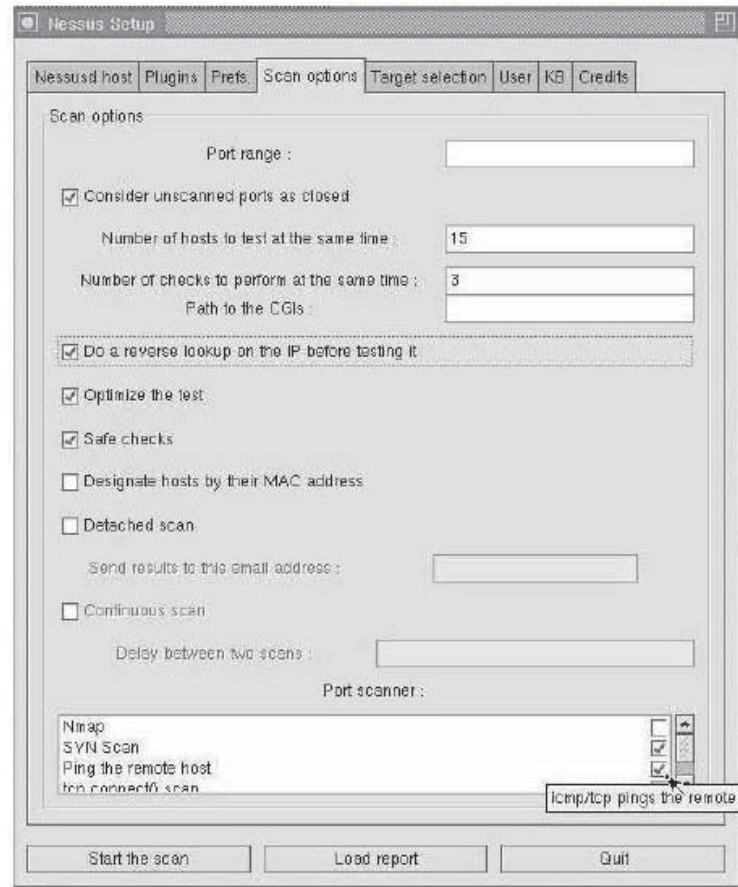 Nessus Setup
Nessusd host Plugins Prefs. Scan options Target selection User KB Credits
Scan options
Port range :
Consider unscanned ports as closed
Number of hosts to test at the same time : 15
Number of checks to perform at the same time : 3
Path to the CGIs :
Do a reverse lookup on the IP before testing it
Optimize the test
Safe checks
Designate hosts by their MAC address
Detached scan
Send results to this email address :
Continuous scan
Delay between two scans :
Port scanner :
Nmap
SYN Scan
Ping the remote host
tcp connect() scan
icmp/tcp pings the remote
Start the scan Load report Quit